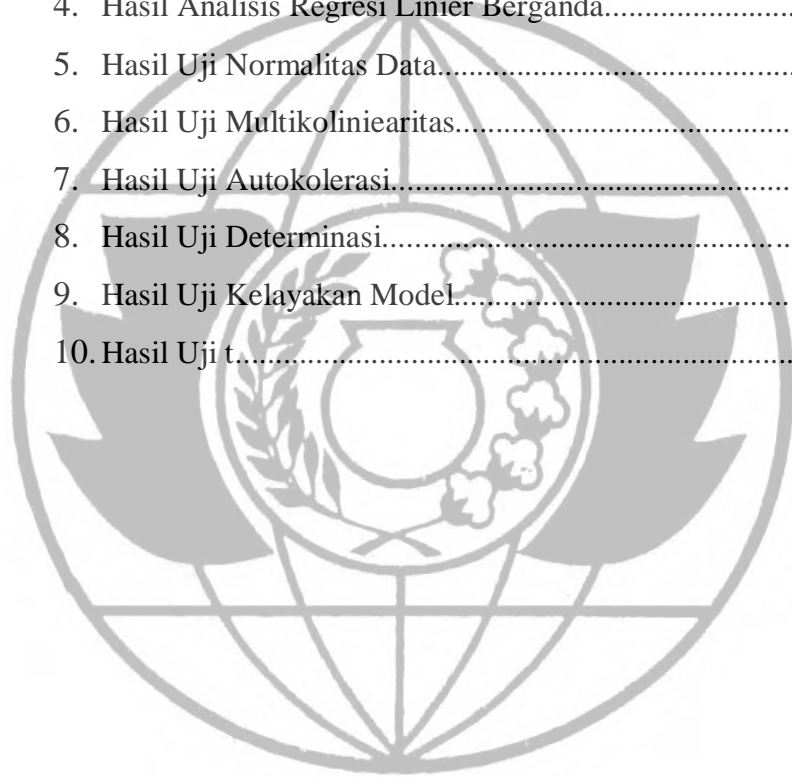 4. Hasil Analisis Regresi Linier Berganda........................
5. Hasil Uji Normalitas Data.............................................
6. Hasil Uji Multikoliniearitas...........................................
7. Hasil Uji Autokolerasi...................................................
8. Hasil Uji Determinasi....................................................
9. Hasil Uji Kelayakan Model...........................................
10. Hasil Uji t.......................................................................